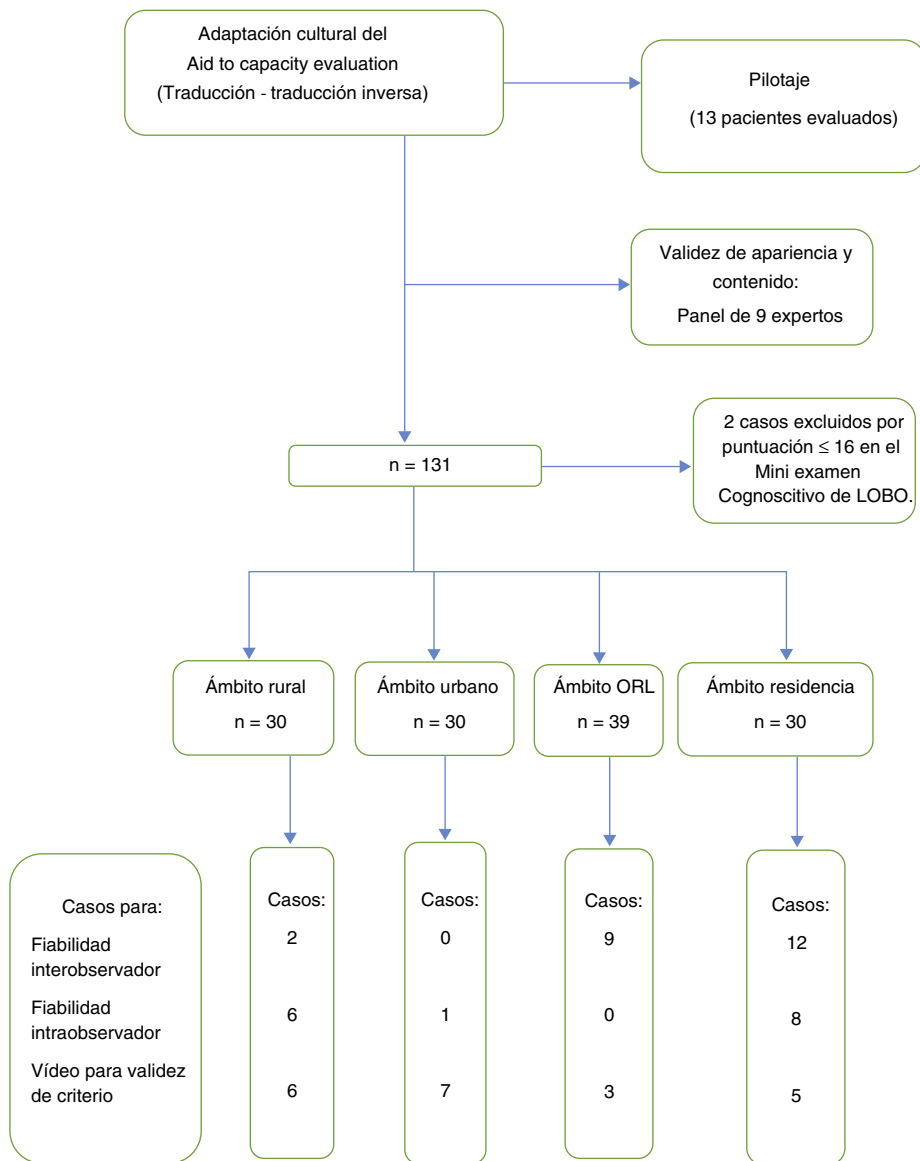 Adaptación cultural del
Aid to capacity evaluation
(Traducción - traducción inversa)
Pilotaje
(13 pacientes evaluados)
Validez de apariencia y
contenido:
Panel de 9 expertos
n = 131
2 casos excluidos por
puntuación ≤ 16 en el
Mini examen
Cognoscitivo de LOBO.
Ámbito rural
n = 30
Ámbito urbano
n = 30
Ámbito ORL
n = 39
Ámbito residencia
n = 30
Casos para:
Fiabilidad
interobservador
Fiabilidad
intraobservador
Vídeo para validez
de criterio
Casos:
2
6
6
Casos:
0
1
7
Casos:
9
0
3
Casos:
12
8
5